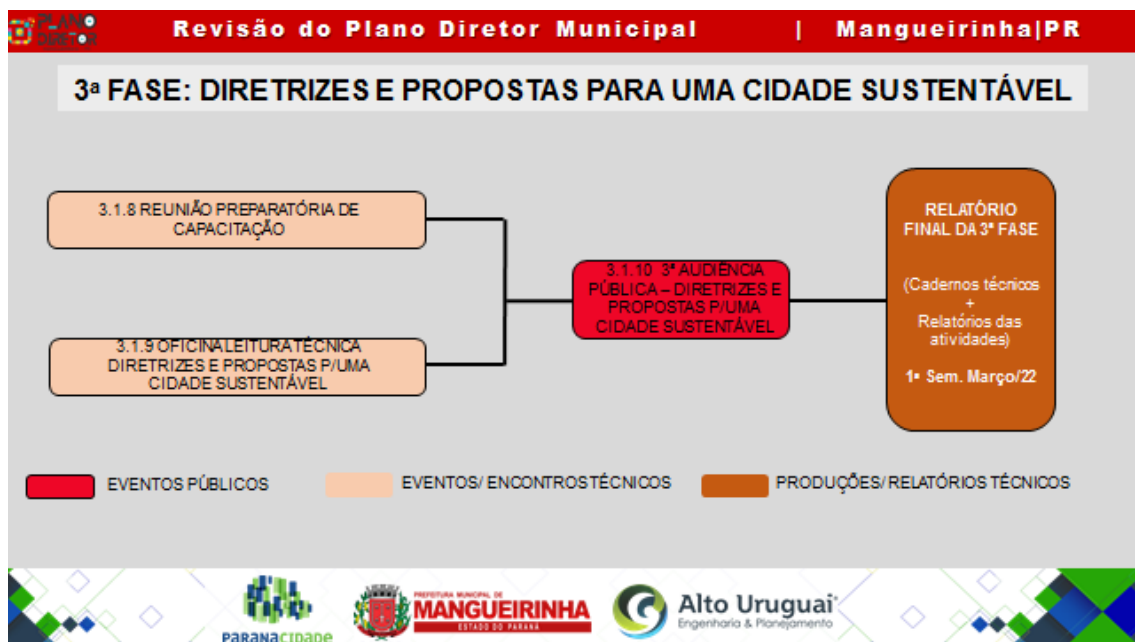 PLANO
DIRETOR
Revisão do Plano Diretor Municipal | Mangueirinha|PR
3ª FASE: DIRETRIZES E PROPOSTAS PARA UMA CIDADE SUSTENTÁVEL
3.1.8 REUNIÃO PREPARATÓRIA DE
CAPACITAÇÃO
3.1.9 OFICINA LEITURA TÉCNICA
DIRETRIZES E PROPOSTAS P/UMA
CIDADE SUSTENTÁVEL
3.1.10 3ª AUDIÊNCIA
PÚBLICA – DIRETRIZES E
PROPOSTAS P/UMA
CIDADE SUSTENTÁVEL
RELATÓRIO
FINAL DA 3ª FASE
(Cadernos técnicos
+
Relatórios das
atividades)
1ª Sem. Março/22
EVENTOS PÚBLICOS
EVENTOS/ ENCONTROS TÉCNICOS
PRODUÇÕES/ RELATÓRIOS TÉCNICOS
PARANACIDADE
PREFEITURA MUNICIPAL DE
MANGUEIRINHA
ESTADO DO PARANÁ
Alto Uruguai
Engenharia & Planejamento